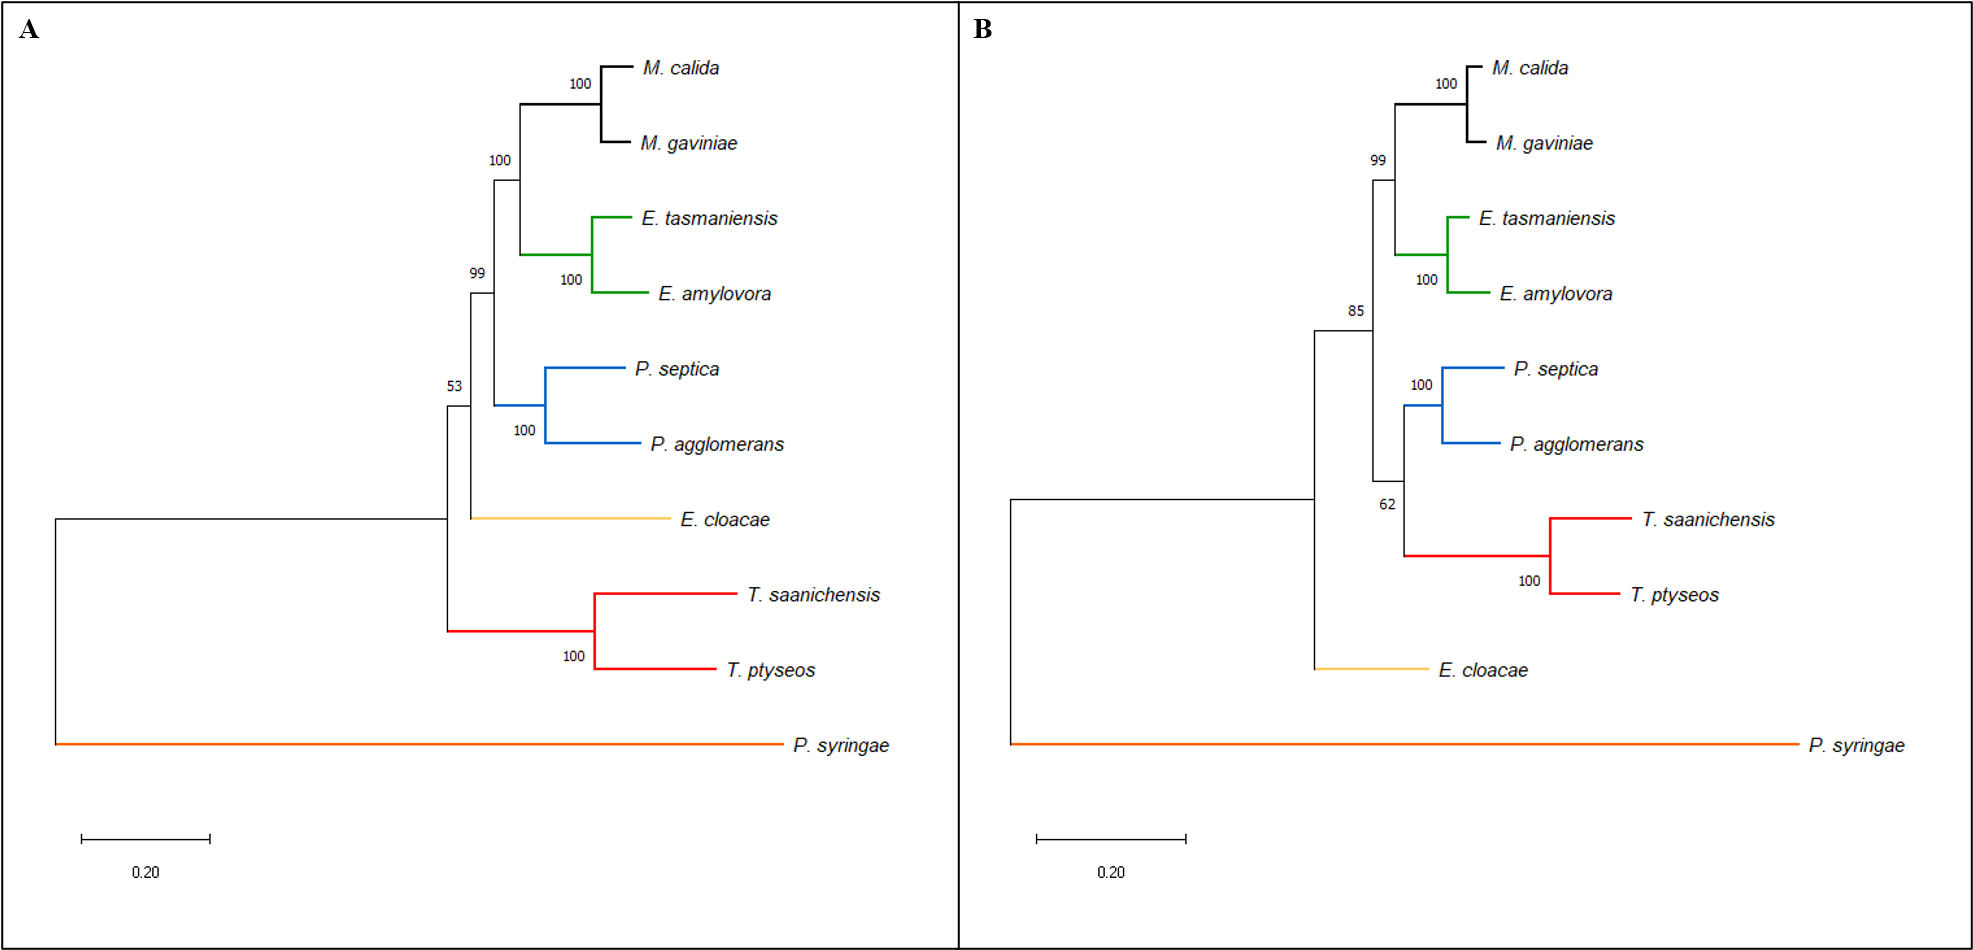 A
M. calida
100
M. gaviniae
100
E. tasmaniensis
99
100
E. amylovora
P. septica
53
100
P. agglomerans
E. cloacae
T. saanichensis
100
T. ptyseos
P. syringae
0.20
B
M. calida
100
M. gaviniae
99
E. tasmaniensis
100
E. amylovora
85
P. septica
100
P. agglomerans
62
T. saanichensis
100
T. ptyseos
E. cloacae
P. syringae
0.20